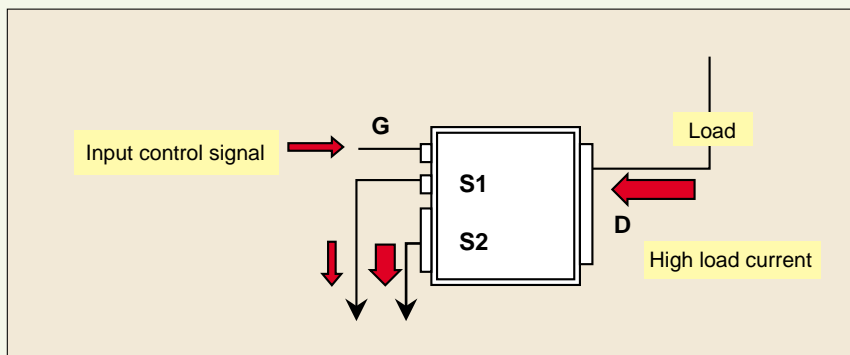 G
Load
Input control signal
S1
D
S2
High load current